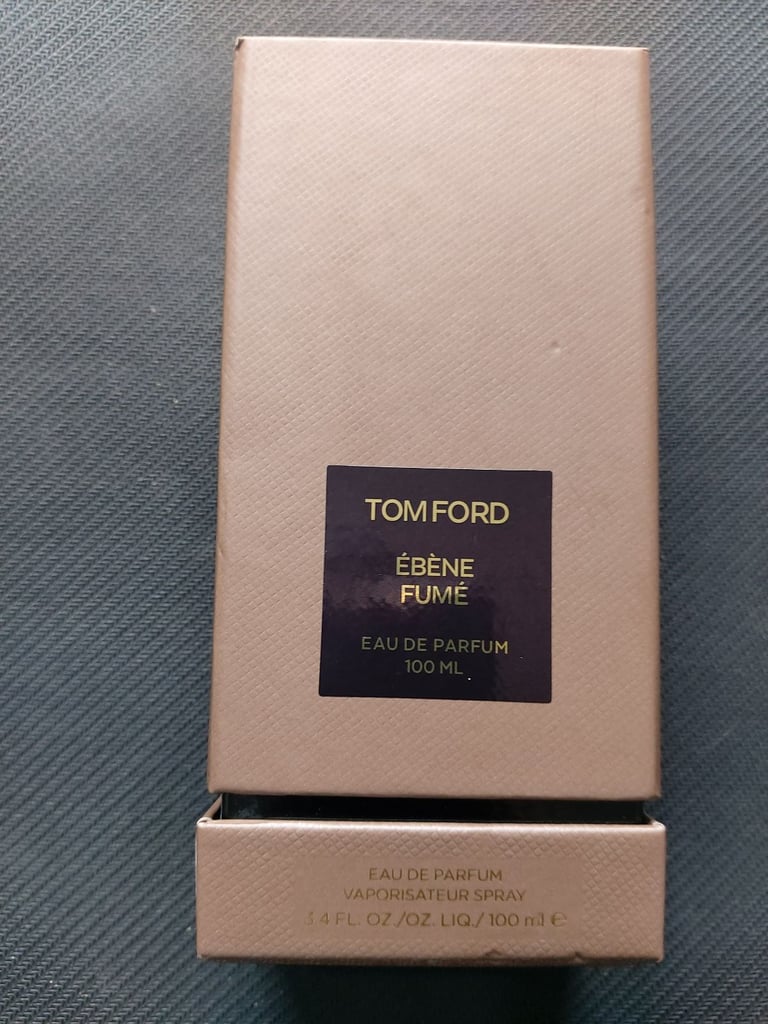 TOM FORD
ÉBÈNE
FUMÉ
EAU DE PARFUM
100 ML
EAU DE PARFUM
VAPORISATEUR SPRAY
3.4 FL. OZ./OZ. LIQ./ 100 ml ℮